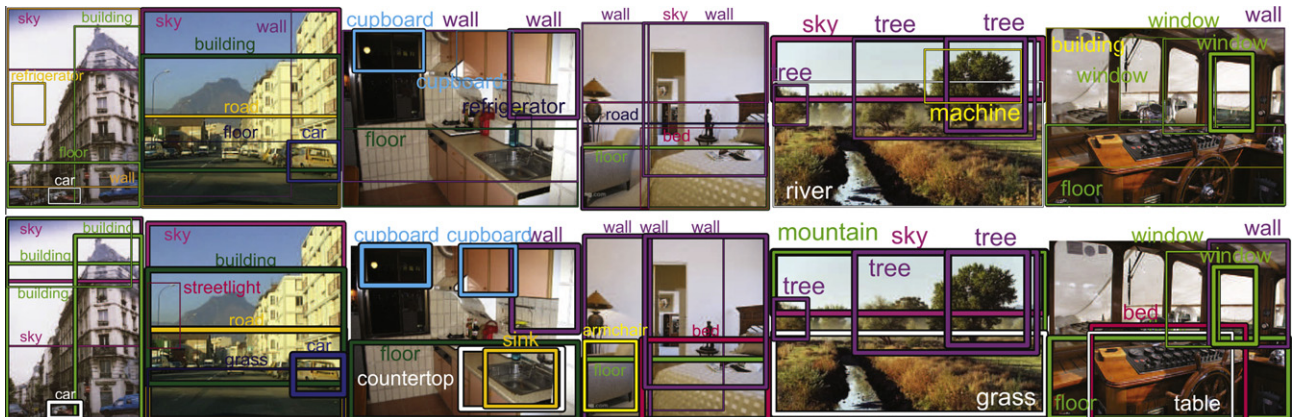 sky building refrigerator floor car wall
sky wall building road floor car
cupboard wall wall cupboard refrigerator floor
wall sky wall road bed floor
sky tree tree ree machine river
window wall building window window floor
sky building building building sky car
sky building streetlight road car grass
cupboard cupboard wall floor sink countertop
wall wall wall armchair bed floor
mountain sky tree tree tree grass
window wall window bed floor table